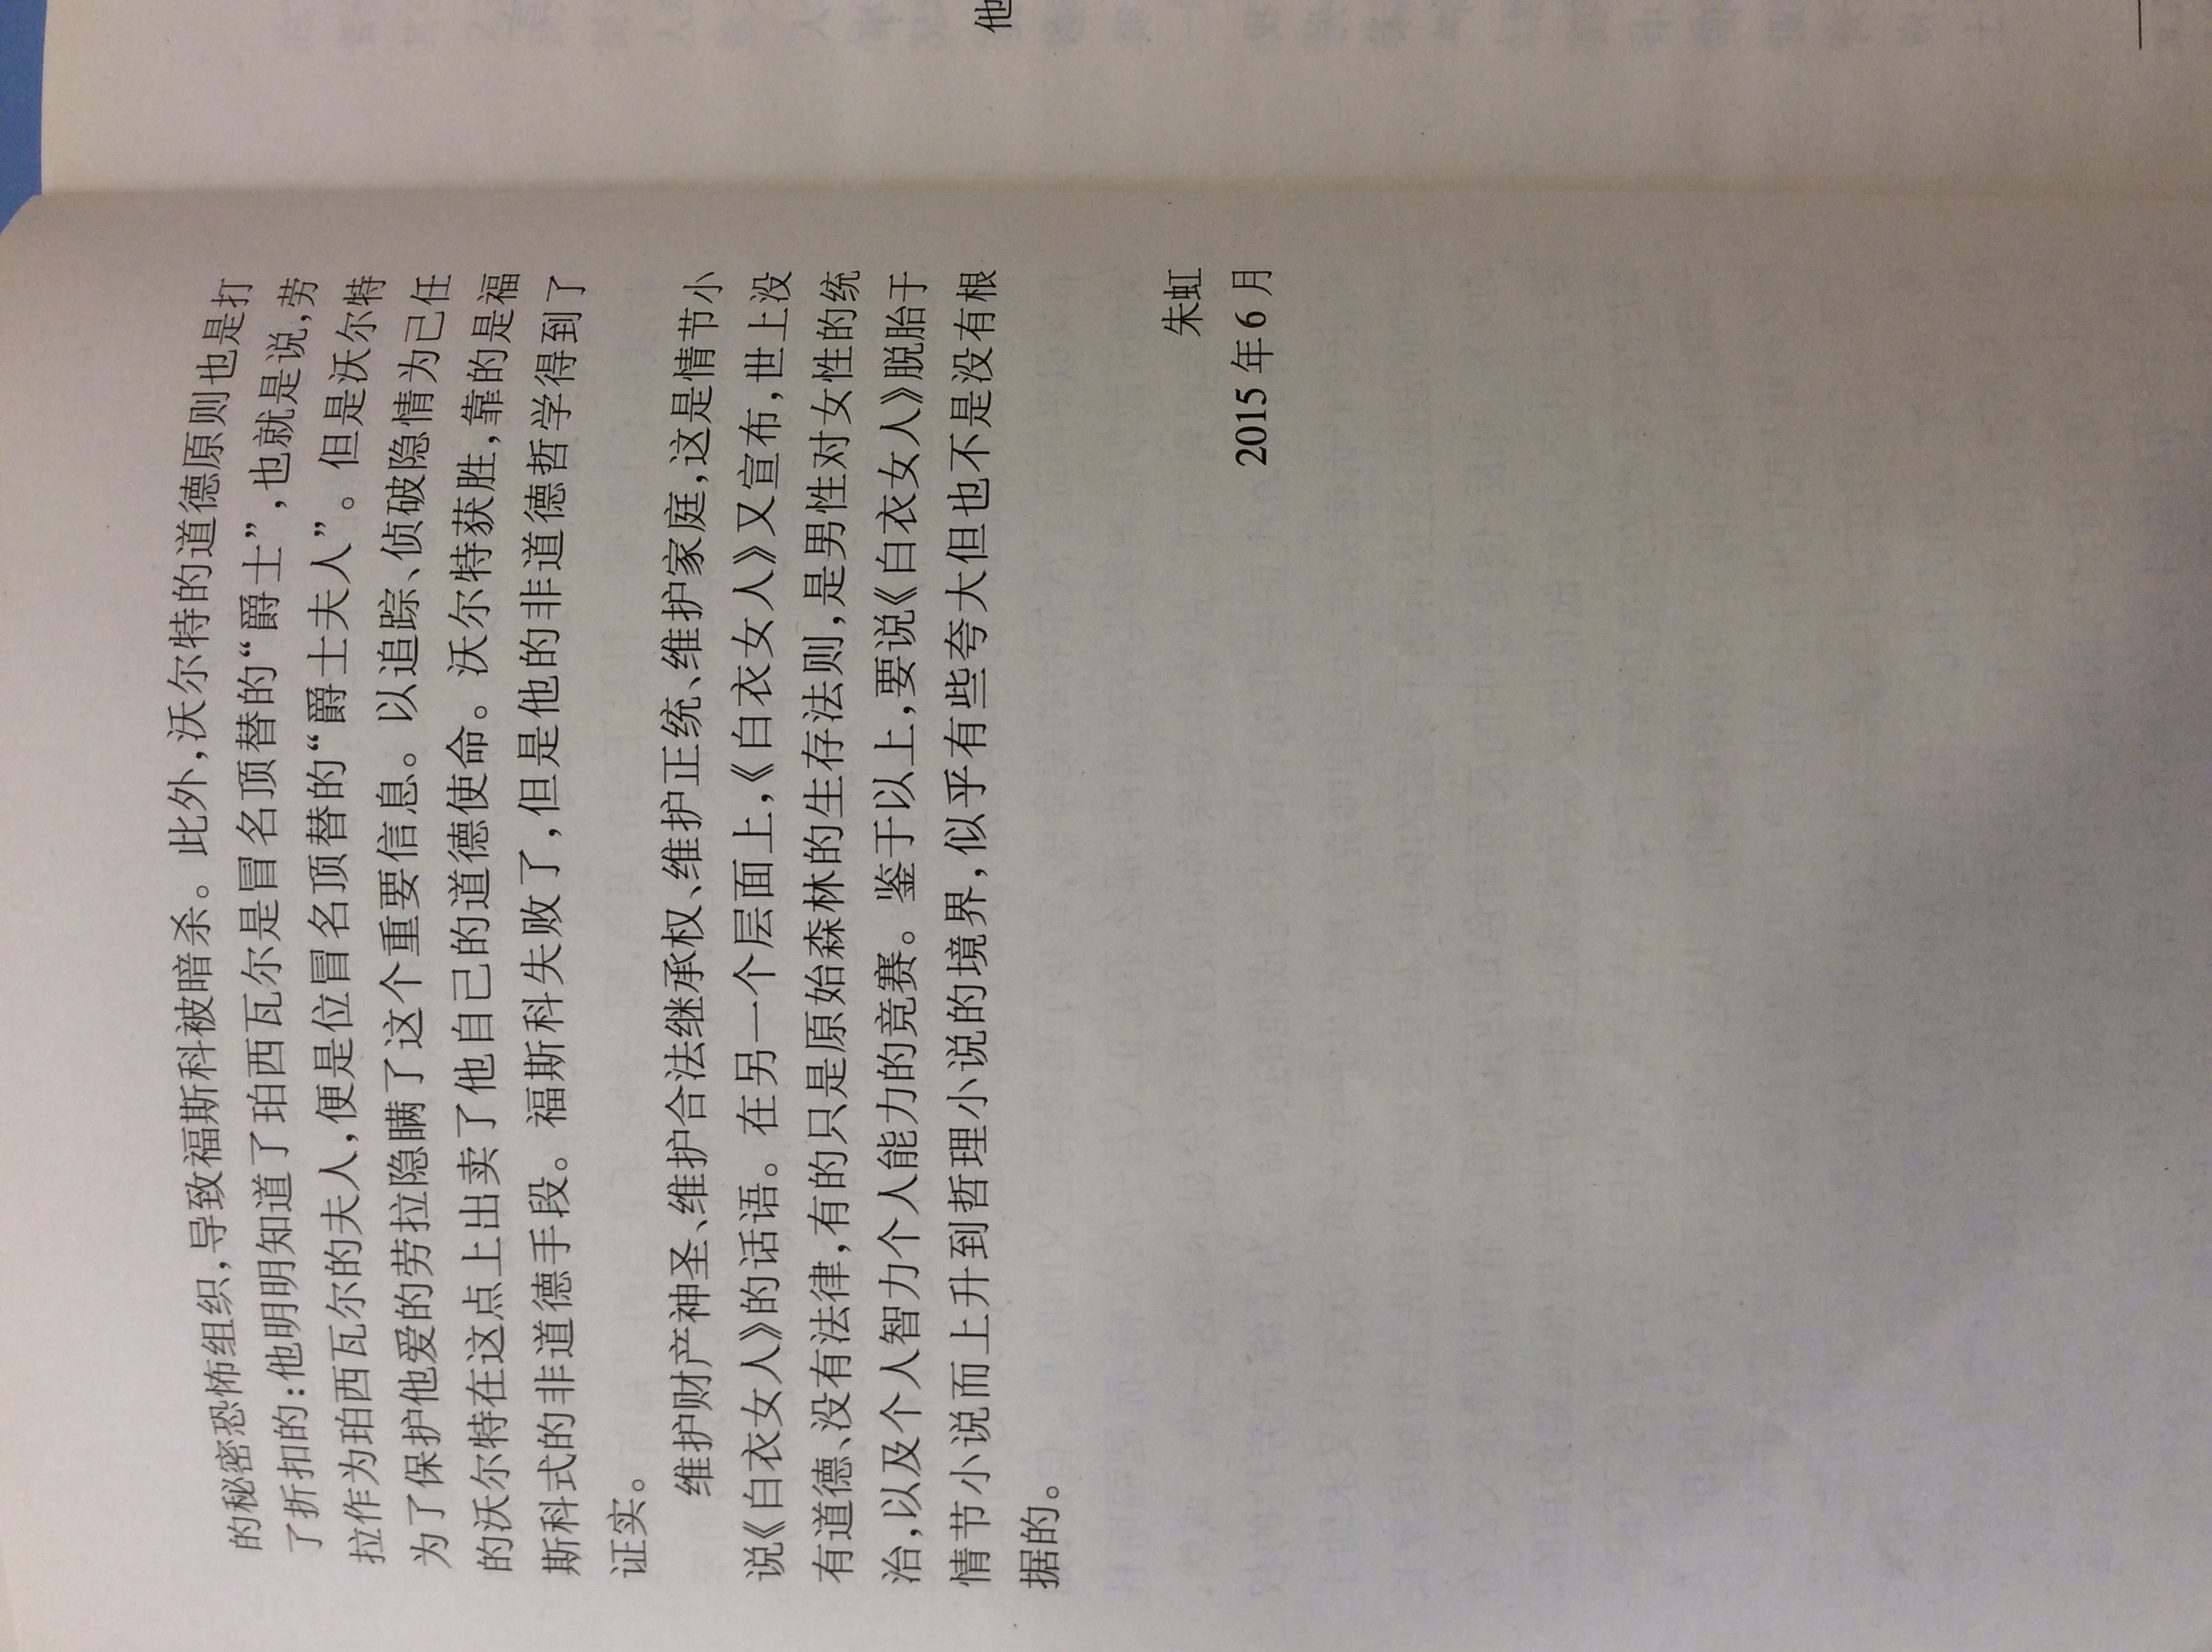 的秘密恐怖组织,导致福斯科被暗杀。此外,沃尔特的道德原则也是打
了折扣的:他明明知道了珀西瓦尔是冒名顶替的“爵士”,也就是说,劳
拉作为珀西瓦尔的夫人,便是位冒名顶替的“爵士夫人”。但是沃尔特
为了保护他爱的劳拉隐瞒了这个重要信息。以追踪、侦破隐情为己任
的沃尔特在这点上出卖了他自己的道德使命。沃尔特获胜,靠的是福
斯科式的非道德手段。福斯科失败了,但是他的非道德哲学得到了
证实。
维护财产神圣、维护合法继承权、维护正统、维护家庭,这是情节小
说《白衣女人》的话语。在另一个层面上,《白衣女人》又宣布,世上没
有道德、没有法律,有的只是原始森林的生存法则,是男性对女性的统
治,以及个人智力个人能力的竞赛。鉴于以上,要说《白衣女人》脱胎于
情节小说而上升到哲理小说的境界,似乎有些夸大但也不是没有根
据的。
朱虹
2015 年 6 月
他